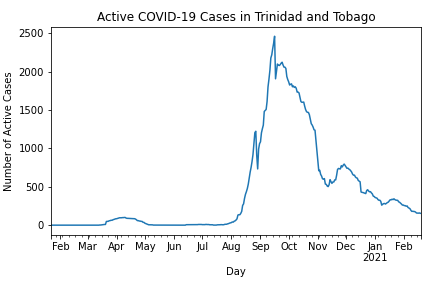 Active COVID-19 Cases in Trinidad and Tobago
Number of Active Cases
2500
2000
1500
1000
500
0
Feb Mar Apr May Jun Jul Aug Sep Oct Nov Dec Jan Feb
2021
Day